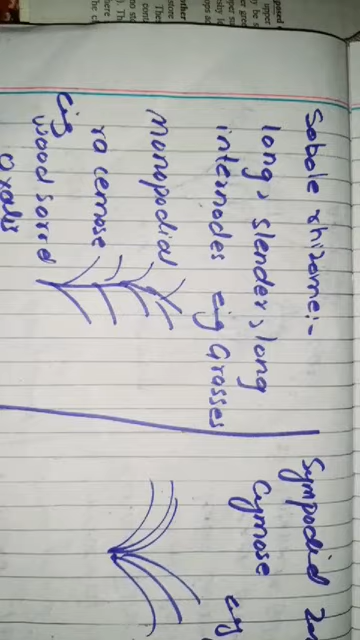 Sobole rhizome:-
long, slender, long
internodes eg Grasses
Monopodial
racemose
eg
wood sorrel
Oxalis
Sympodial
Cymose eg